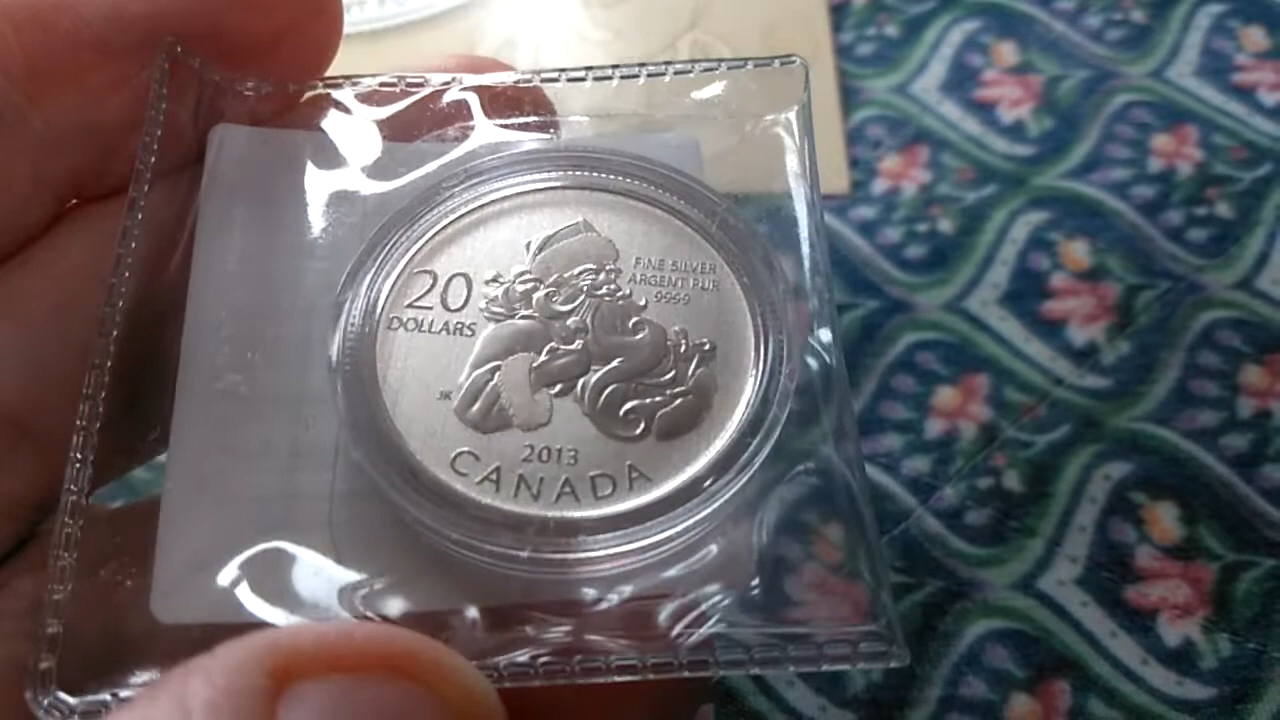 20
DOLLARS
FINE SILVER
ARGENT PUR
9999
JK
2013
CANADA